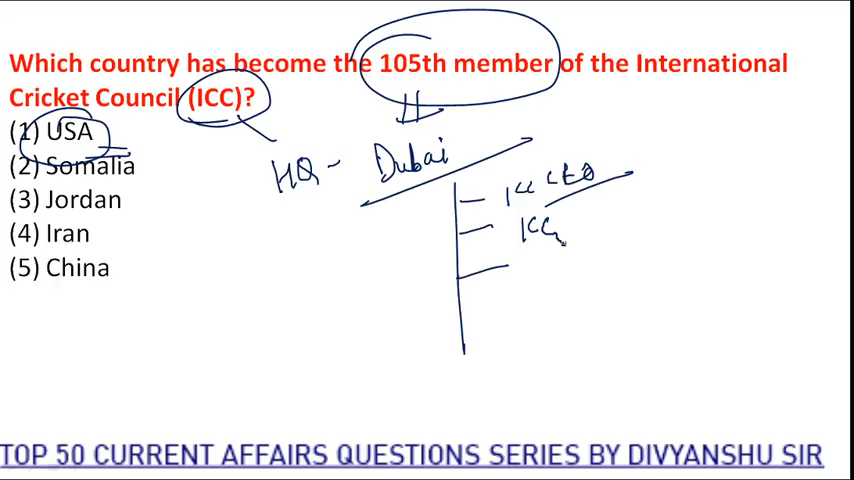 Which country has become the 105th member of the International
Cricket Council (ICC)?
(1) USA
(2) Somalia
(3) Jordan
(4) Iran
(5) China
HQ - Dubai
ICC CEO
ICC
TOP 50 CURRENT AFFAIRS QUESTIONS SERIES BY DIVYANSHU SIR